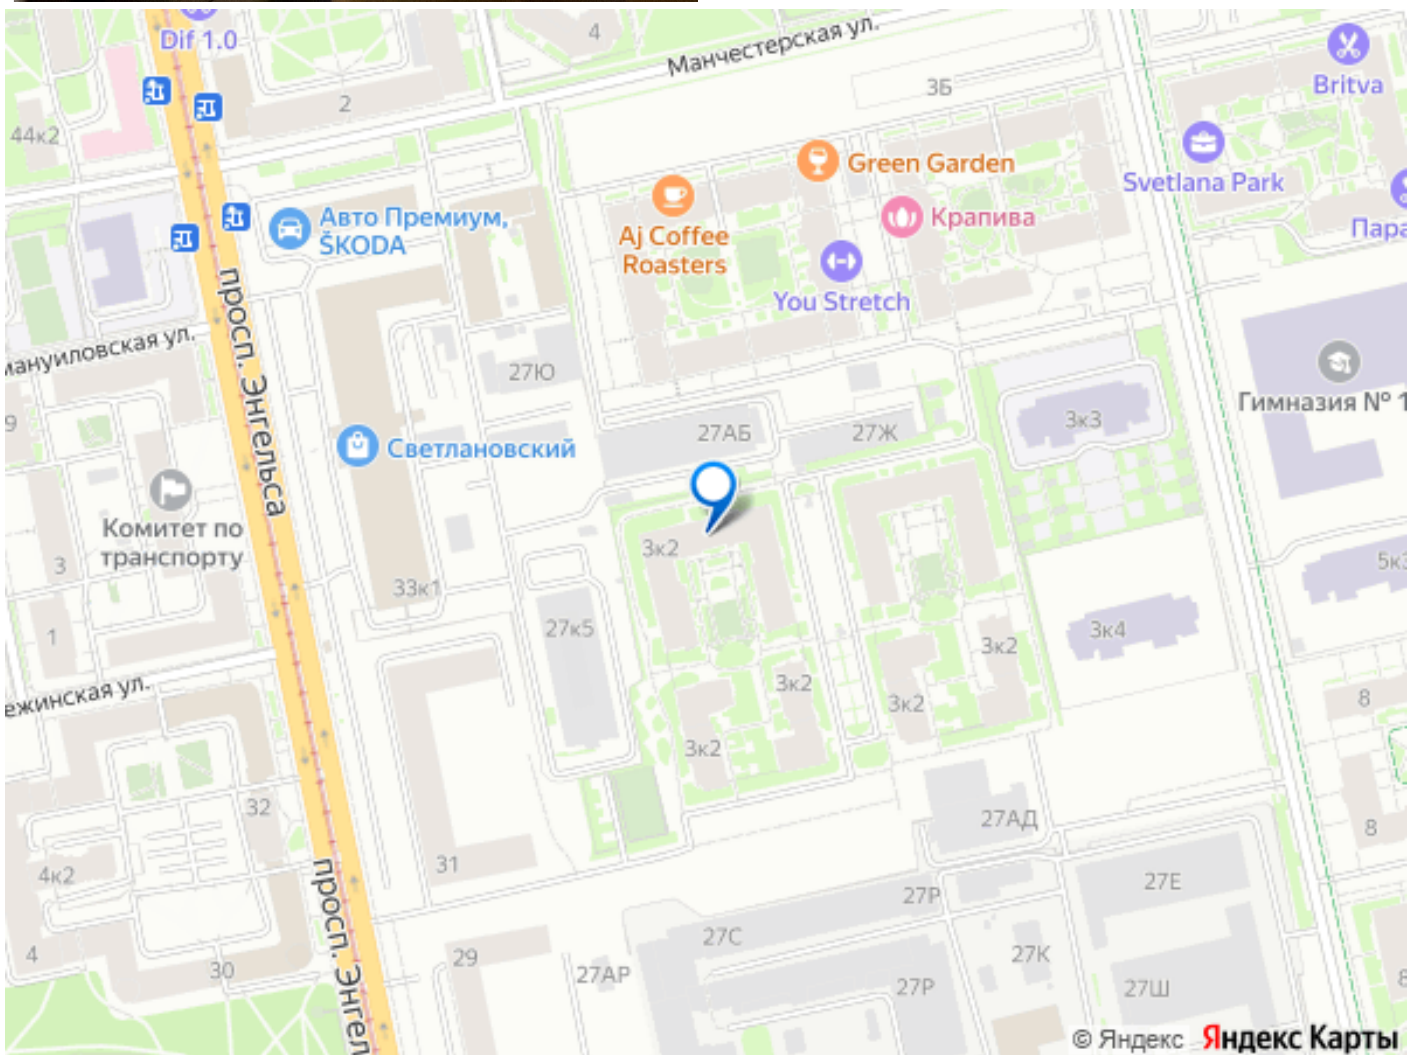 Dif 1.0
4
Манчестерская ул.
Britva
44к2
2
3Б
Green Garden
Svetlana Park
Авто Премиум,
ŠKODA
Aj Coffee
Roasters
Крапива
Пара
You Stretch
просп. Энгельса
мануиловская ул.
27Ю
Гимназия № 1
9
3к3
27АБ
27Ж
Светлановский
Комитет по
транспорту
3
3к2
33к1
5к3
27к5
1
3к4
3к2
ежинская ул.
3к2
3к2
8
3к2
32
27АД
8
просп. Энгел
31
4к2
27Е
27Р
27С
4
30
29
27АР
27К
27Р
27Ш
8
© Яндекс Яндекс Карты